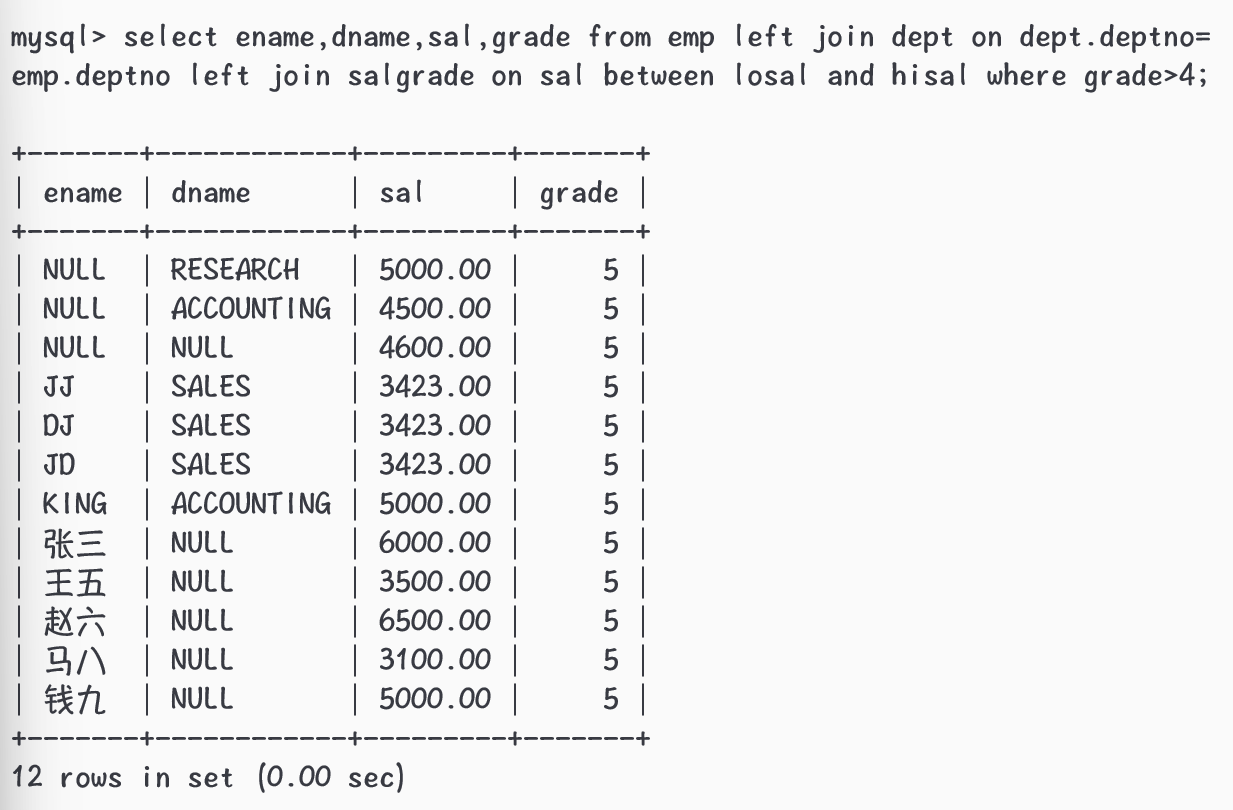 mysql> select ename,dname,sal,grade from emp left join dept on dept.deptno=
emp.deptno left join salgrade on sal between losal and hisal where grade>4;
+-------+------------+---------+-------+
| ename | dname      | sal     | grade |
+-------+------------+---------+-------+
| NULL  | RESEARCH   | 5000.00 |     5 |
| NULL  | ACCOUNTING | 4500.00 |     5 |
| NULL  | NULL       | 4600.00 |     5 |
| JJ    | SALES      | 3423.00 |     5 |
| DJ    | SALES      | 3423.00 |     5 |
| JD    | SALES      | 3423.00 |     5 |
| KING  | ACCOUNTING | 5000.00 |     5 |
| 张三  | NULL       | 6000.00 |     5 |
| 王五  | NULL       | 3500.00 |     5 |
| 赵六  | NULL       | 6500.00 |     5 |
| 马八  | NULL       | 3100.00 |     5 |
| 钱九  | NULL       | 5000.00 |     5 |
+-------+------------+---------+-------+
12 rows in set (0.00 sec)